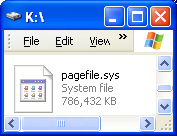 K:\
File Edit View »
pagefile.sys
System file
786,432 KB